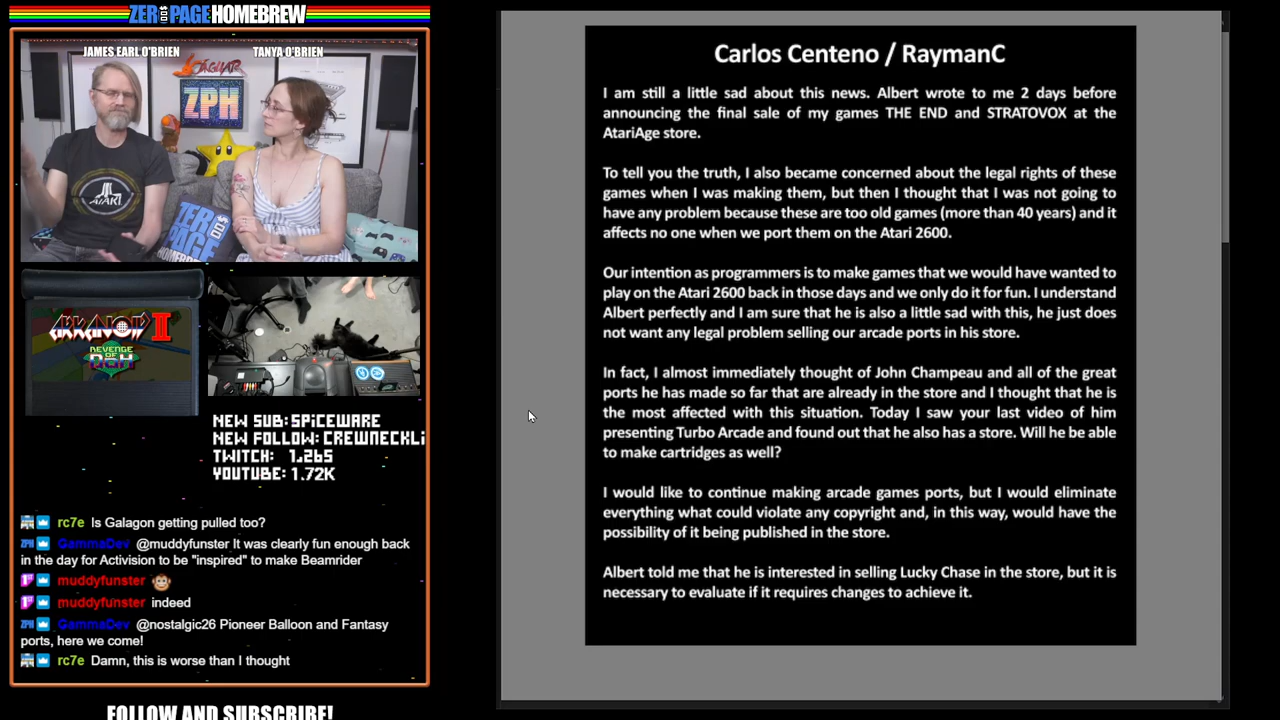 ZER PAGE HOMEBREW
JAMES EARL O'BRIEN
TANYA O'BRIEN
JAGUAR
ZPH
ATARI
ZERO
PAGE
HOMEBREW
ARKANOID II
REVENGE
OF
DOH
NEW SUB: SPICEWARE
NEW FOLLOW: CREWNECKLI
TWITCH: 1,265
YOUTUBE: 1.72K
rc7e Is Galagon getting pulled too?
ZPH GammaDev @muddyfunster It was clearly fun enough back
in the day for Activision to be "inspired" to make Beamrider
muddyfunster
muddyfunster indeed
ZPH GammaDev @nostalgic26 Pioneer Balloon and Fantasy
ports, here we come!
rc7e Damn, this is worse than I thought
FOLLOW AND SUBSCRIBE!
Carlos Centeno / RaymanC
I am still a little sad about this news. Albert wrote to me 2 days before
announcing the final sale of my games THE END and STRATOVOX at the
AtariAge store.
To tell you the truth, I also became concerned about the legal rights of these
games when I was making them, but then I thought that I was not going to
have any problem because these are too old games (more than 40 years) and it
affects no one when we port them on the Atari 2600.
Our intention as programmers is to make games that we would have wanted to
play on the Atari 2600 back in those days and we only do it for fun. I understand
Albert perfectly and I am sure that he is also a little sad with this, he just does
not want any legal problem selling our arcade ports in his store.
In fact, I almost immediately thought of John Champeau and all of the great
ports he has made so far that are already in the store and I thought that he is
the most affected with this situation. Today I saw your last video of him
presenting Turbo Arcade and found out that he also has a store. Will he be able
to make cartridges as well?
I would like to continue making arcade games ports, but I would eliminate
everything what could violate any copyright and, in this way, would have the
possibility of it being published in the store.
Albert told me that he is interested in selling Lucky Chase in the store, but it is
necessary to evaluate if it requires changes to achieve it.